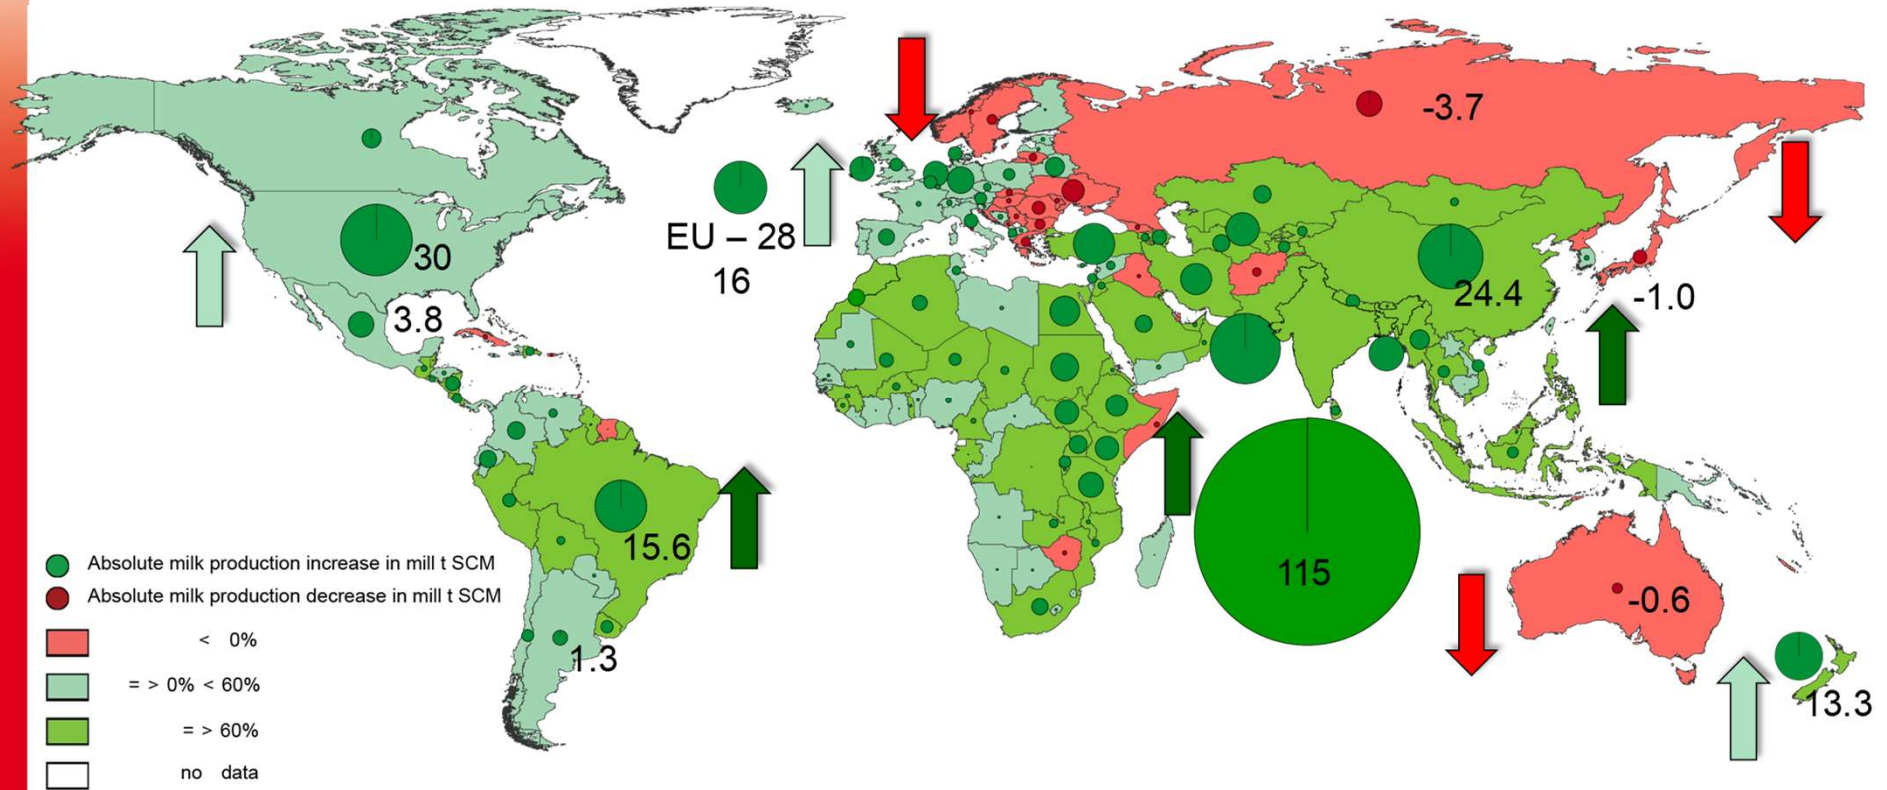 -3.7
EU – 28
16
30
3.8
24.4
-1.0
15.6
115
-0.6
1.3
13.3
Absolute milk production increase in mill t SCM
Absolute milk production decrease in mill t SCM
< 0%
= > 0% < 60%
= > 60%
no data